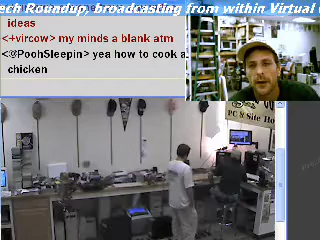 ech Roundup, broadcasting from within Virtual
ideas
<+vircow> my minds a blank atm
<@PoohSleepin> yea how to cook a
chicken
PC & Site Ho